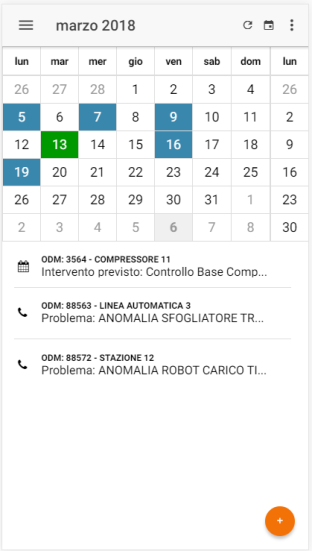 marzo 2018
lun mar mer gio ven sab dom lun
26 27 28 1 2 3 4 26
5 6 7 8 9 10 11 2
12 13 14 15 16 17 18 9
19 20 21 22 23 24 25 16
26 27 28 29 30 31 1 23
2 3 4 5 6 7 8 30
ODM: 3564 - COMPRESSORE 11
Intervento previsto: Controllo Base Comp...
ODM: 88563 - LINEA AUTOMATICA 3
Problema: ANOMALIA SFOGLIATORE TR...
ODM: 88572 - STAZIONE 12
Problema: ANOMALIA ROBOT CARICO TI...
+